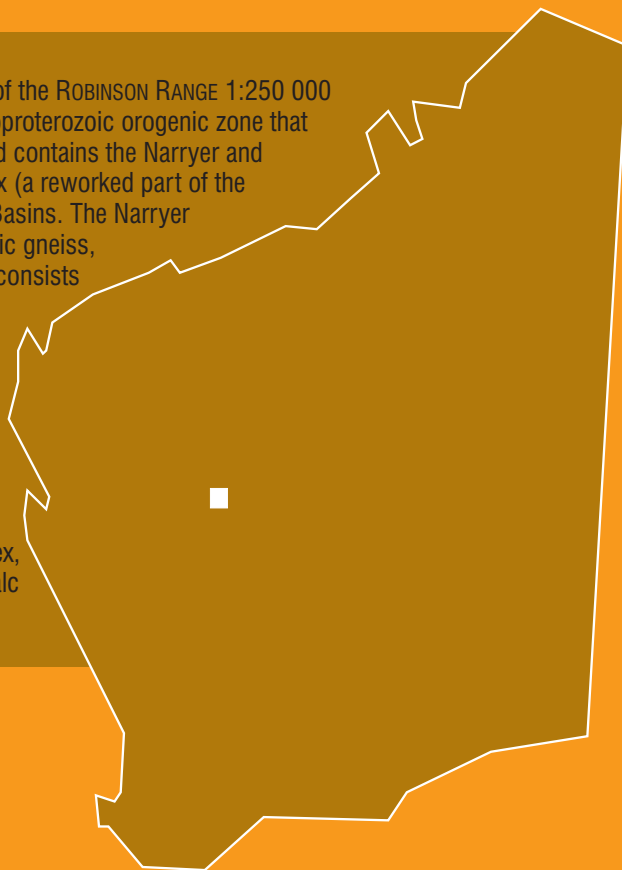 of the ROBINSON RANGE 1:250 000
oproterozoic orogenic zone that
d contains the Narryer and
x (a reworked part of the
Basins. The Narryer
ic gneiss,
consists
ex,
alc